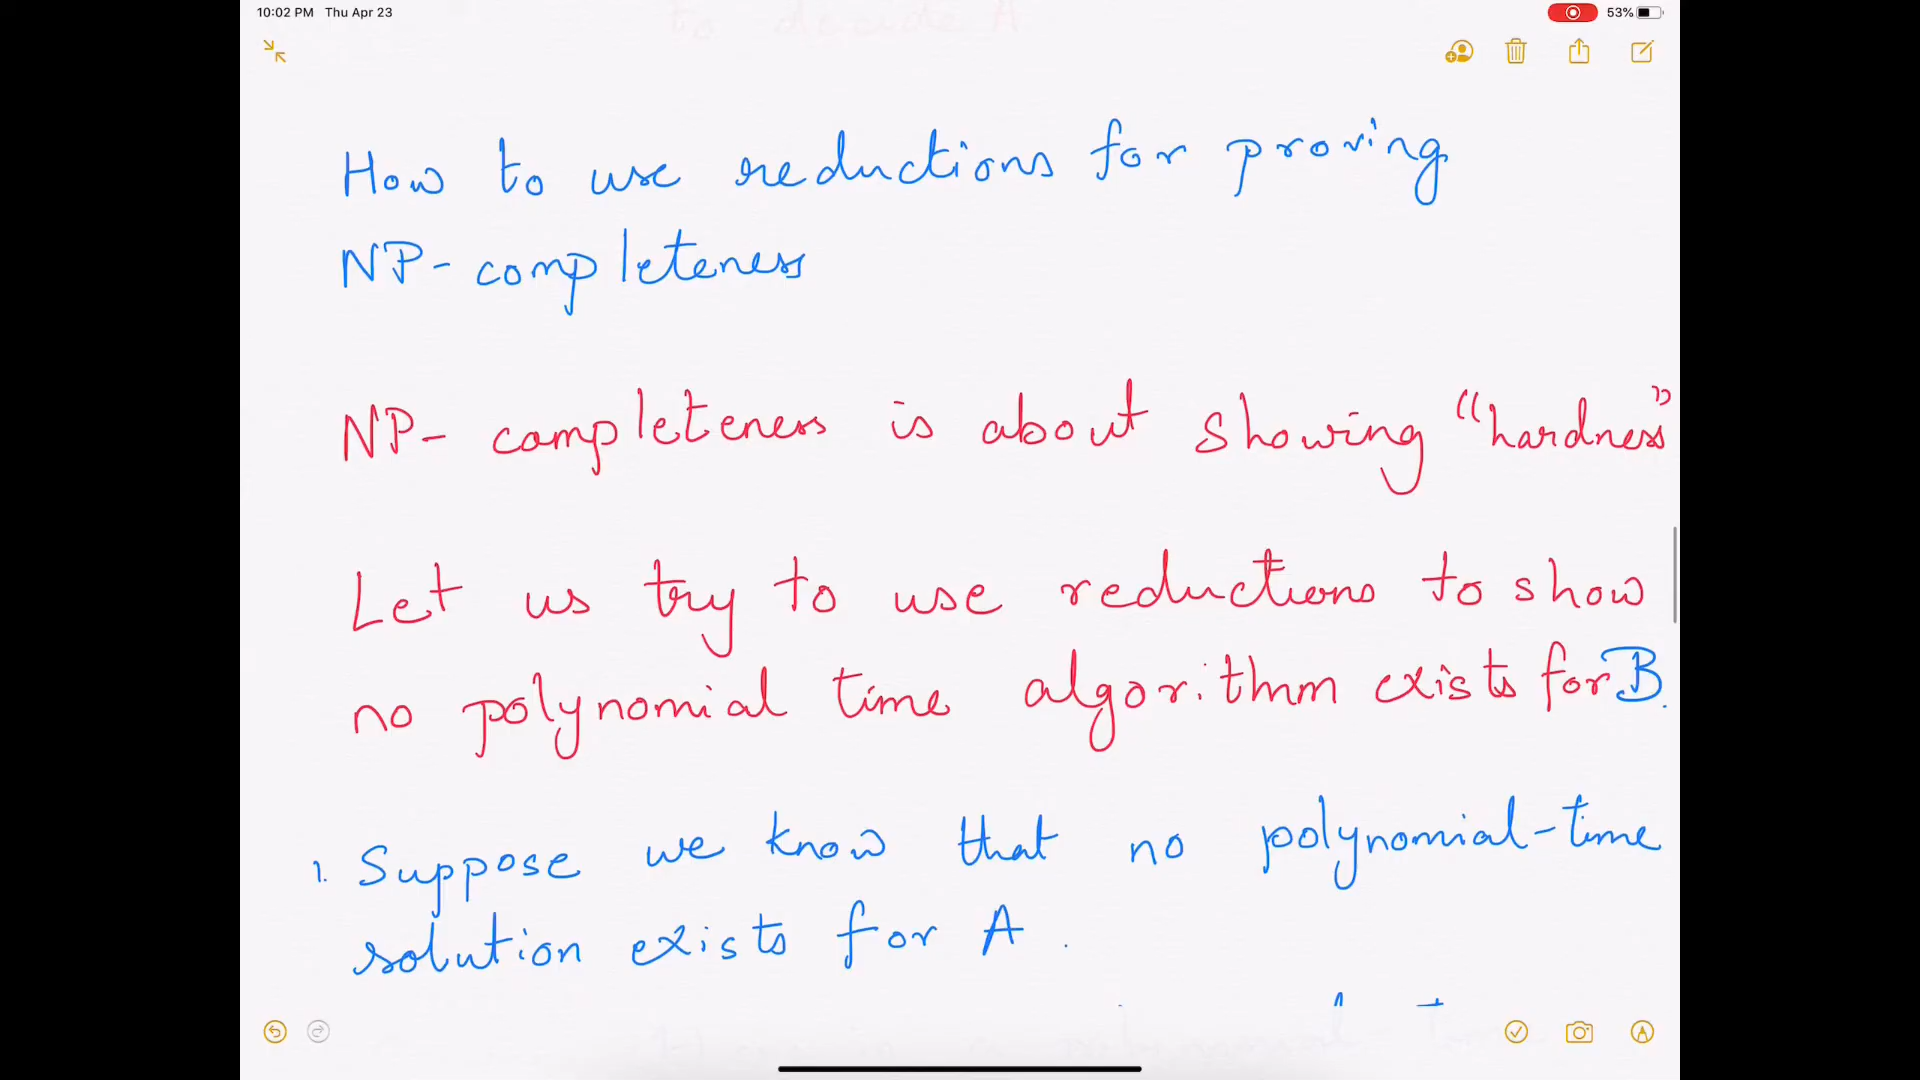 10:02 PM Thu Apr 23
53%
to decide A
How to use reductions for proving
NP-completeness
NP-completeness is about showing "hardness"
Let us try to use reductions to show
no polynomial time algorithm exists for B.
1. Suppose we know that no polynomial-time
solution exists for A.